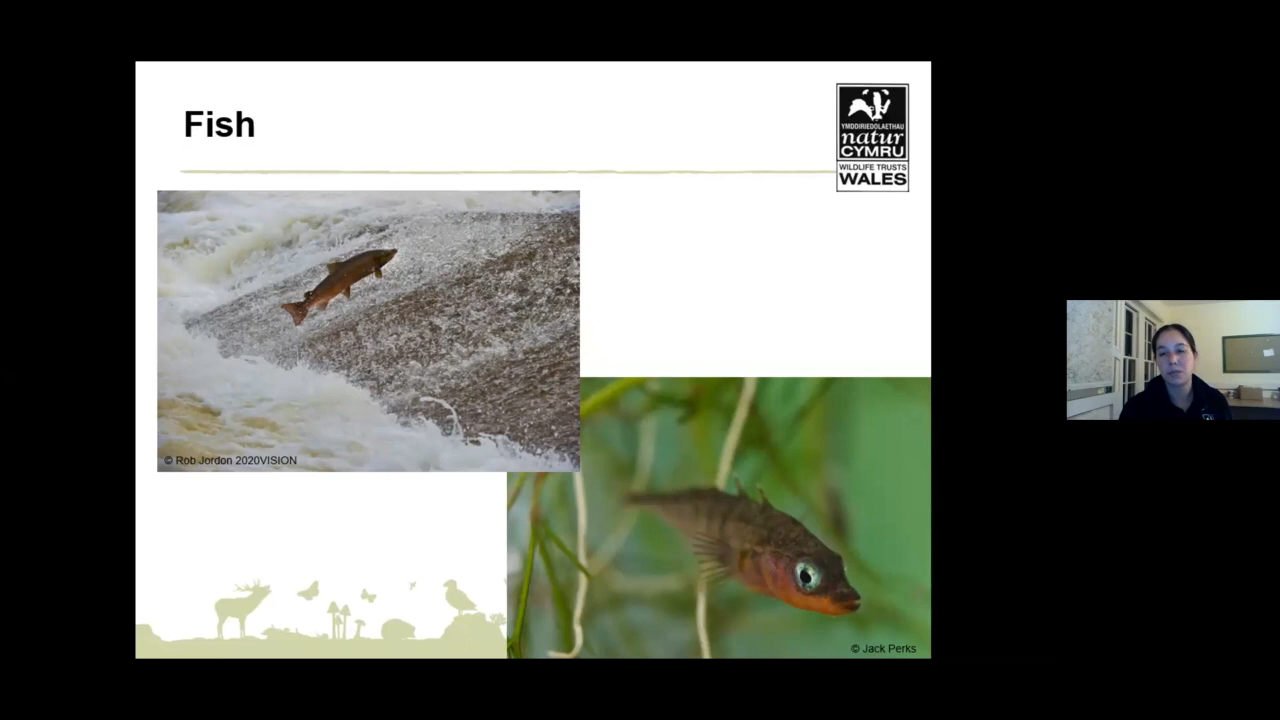 Fish
YMDDIRIEDOLAETHAU
natur
CYMRU
WILDLIFE TRUSTS
WALES
© Rob Jordon 2020VISION
© Jack Perks